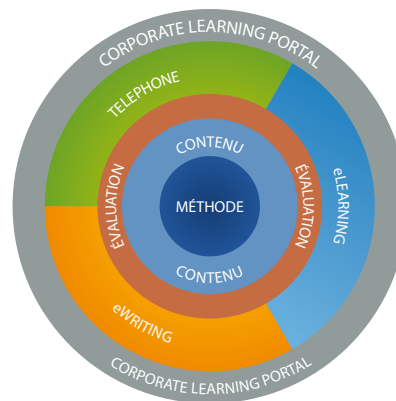 CORPORATE LEARNING PORTAL
TELEPHONE
CONTENU
ÉVALUATION
MÉTHODE
ÉVALUATION
eLEARNING
CONTENU
eWRITING
CORPORATE LEARNING PORTAL